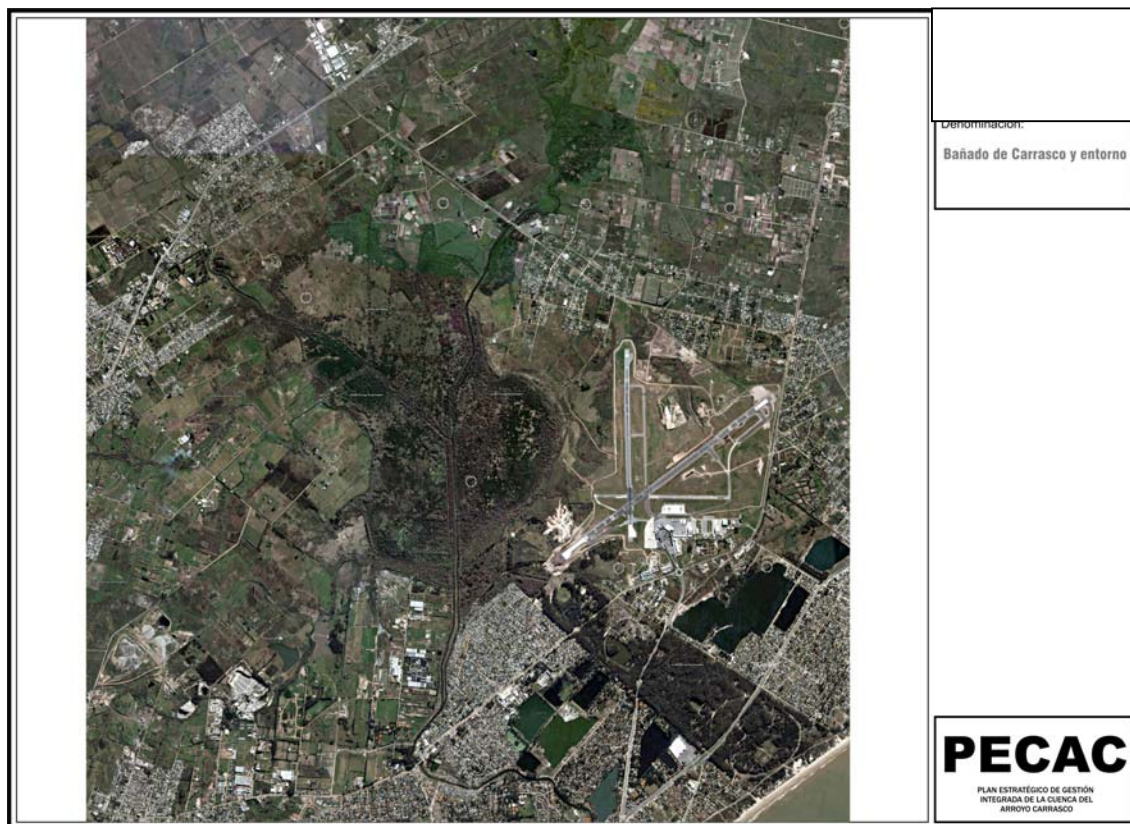 Denominación:
Bañado de Carrasco y entorno
PECAC
PLAN ESTRATÉGICO DE GESTIÓN
INTEGRADA DE LA CUENCA DEL
ARROYO CARRASCO